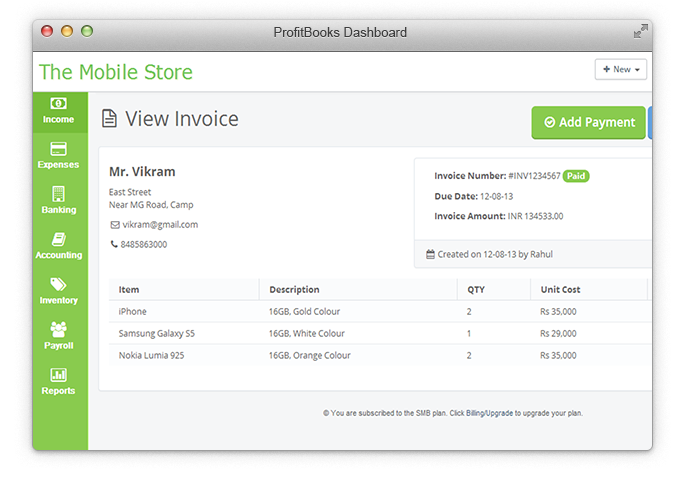 ProfitBooks Dashboard
The Mobile Store
+ New
Income
Expenses
Banking
Accounting
Inventory
Payroll
Reports
View Invoice
Add Payment
Mr. Vikram
East Street
Near MG Road, Camp
vikram@gmail.com
8485863000
Invoice Number: #INV1234567 Paid
Due Date: 12-08-13
Invoice Amount: INR 134533.00
Created on 12-08-13 by Rahul
Item Description QTY Unit Cost
iPhone 16GB, Gold Colour 2 Rs 35,000
Samsung Galaxy S5 16GB, White Colour 1 Rs 29,000
Nokia Lumia 925 16GB, Orange Colour 2 Rs 35,000
© You are subscribed to the SMB plan. Click Billing/Upgrade to upgrade your plan.